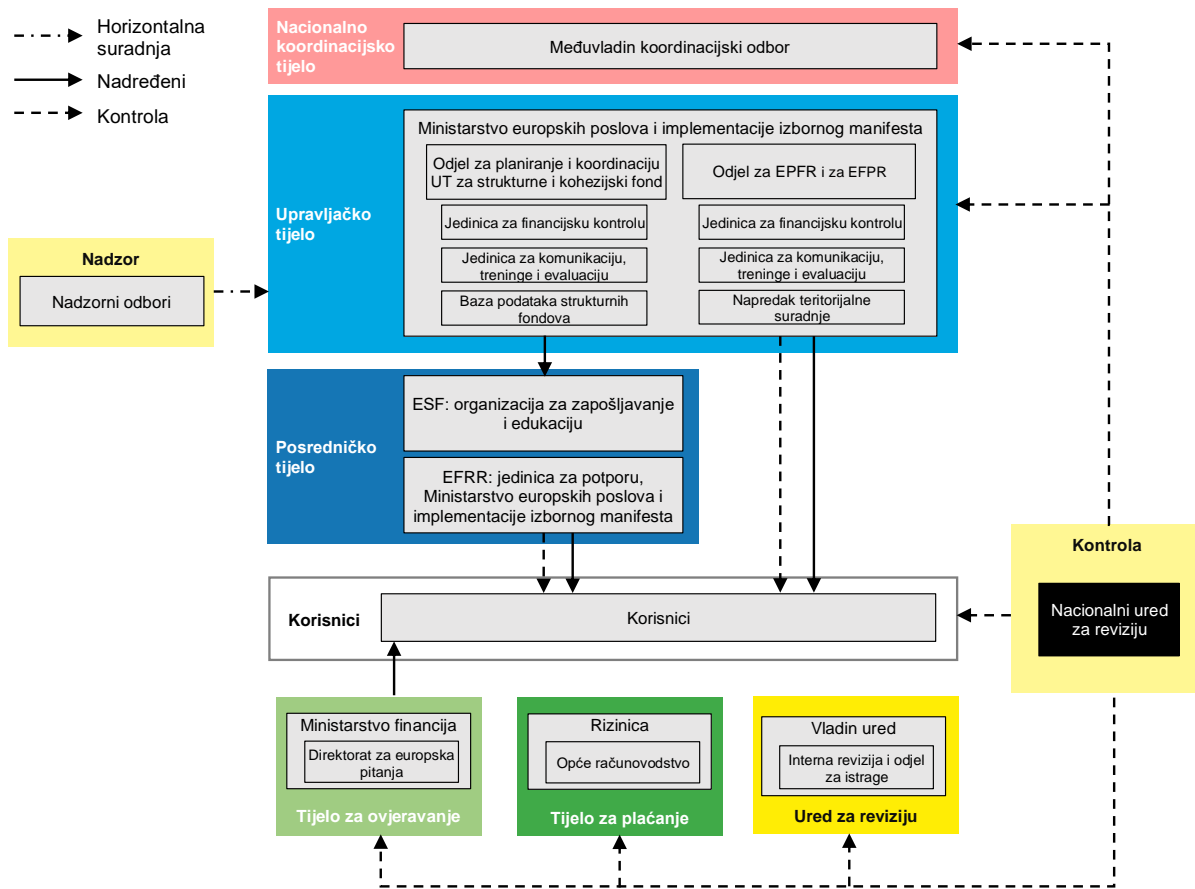 Horizontalna
suradnja
Nadređeni
Kontrola
Nacionalno
koordinacijsko
tijelo
Međuvladin koordinacijski odbor
Upravljačko
tijelo
Ministarstvo europskih poslova i implementacije izbornog manifesta
Odjel za planiranje i koordinaciju
UT za strukturne i kohezijski fond
Jedinica za financijsku kontrolu
Jedinica za komunikaciju,
treninge i evaluaciju
Baza podataka strukturnih
fondova
Odjel za EPFR i za EFPR
Jedinica za financijsku kontrolu
Jedinica za komunikaciju,
treninge i evaluaciju
Napredak teritorijalne
suradnje
Nadzor
Nadzorni odbori
Posredničko
tijelo
ESF: organizacija za zapošljavanje
i edukaciju
EFRR: jedinica za potporu,
Ministarstvo europskih poslova i
implementacije izbornog manifesta
Kontrola
Nacionalni ured
za reviziju
Korisnici
Korisnici
Ministarstvo financija
Direktorat za europska
pitanja
Tijelo za ovjeravanje
Rizinica
Opće računovodstvo
Tijelo za plaćanje
Vladin ured
Interna revizija i odjel
za istrage
Ured za reviziju